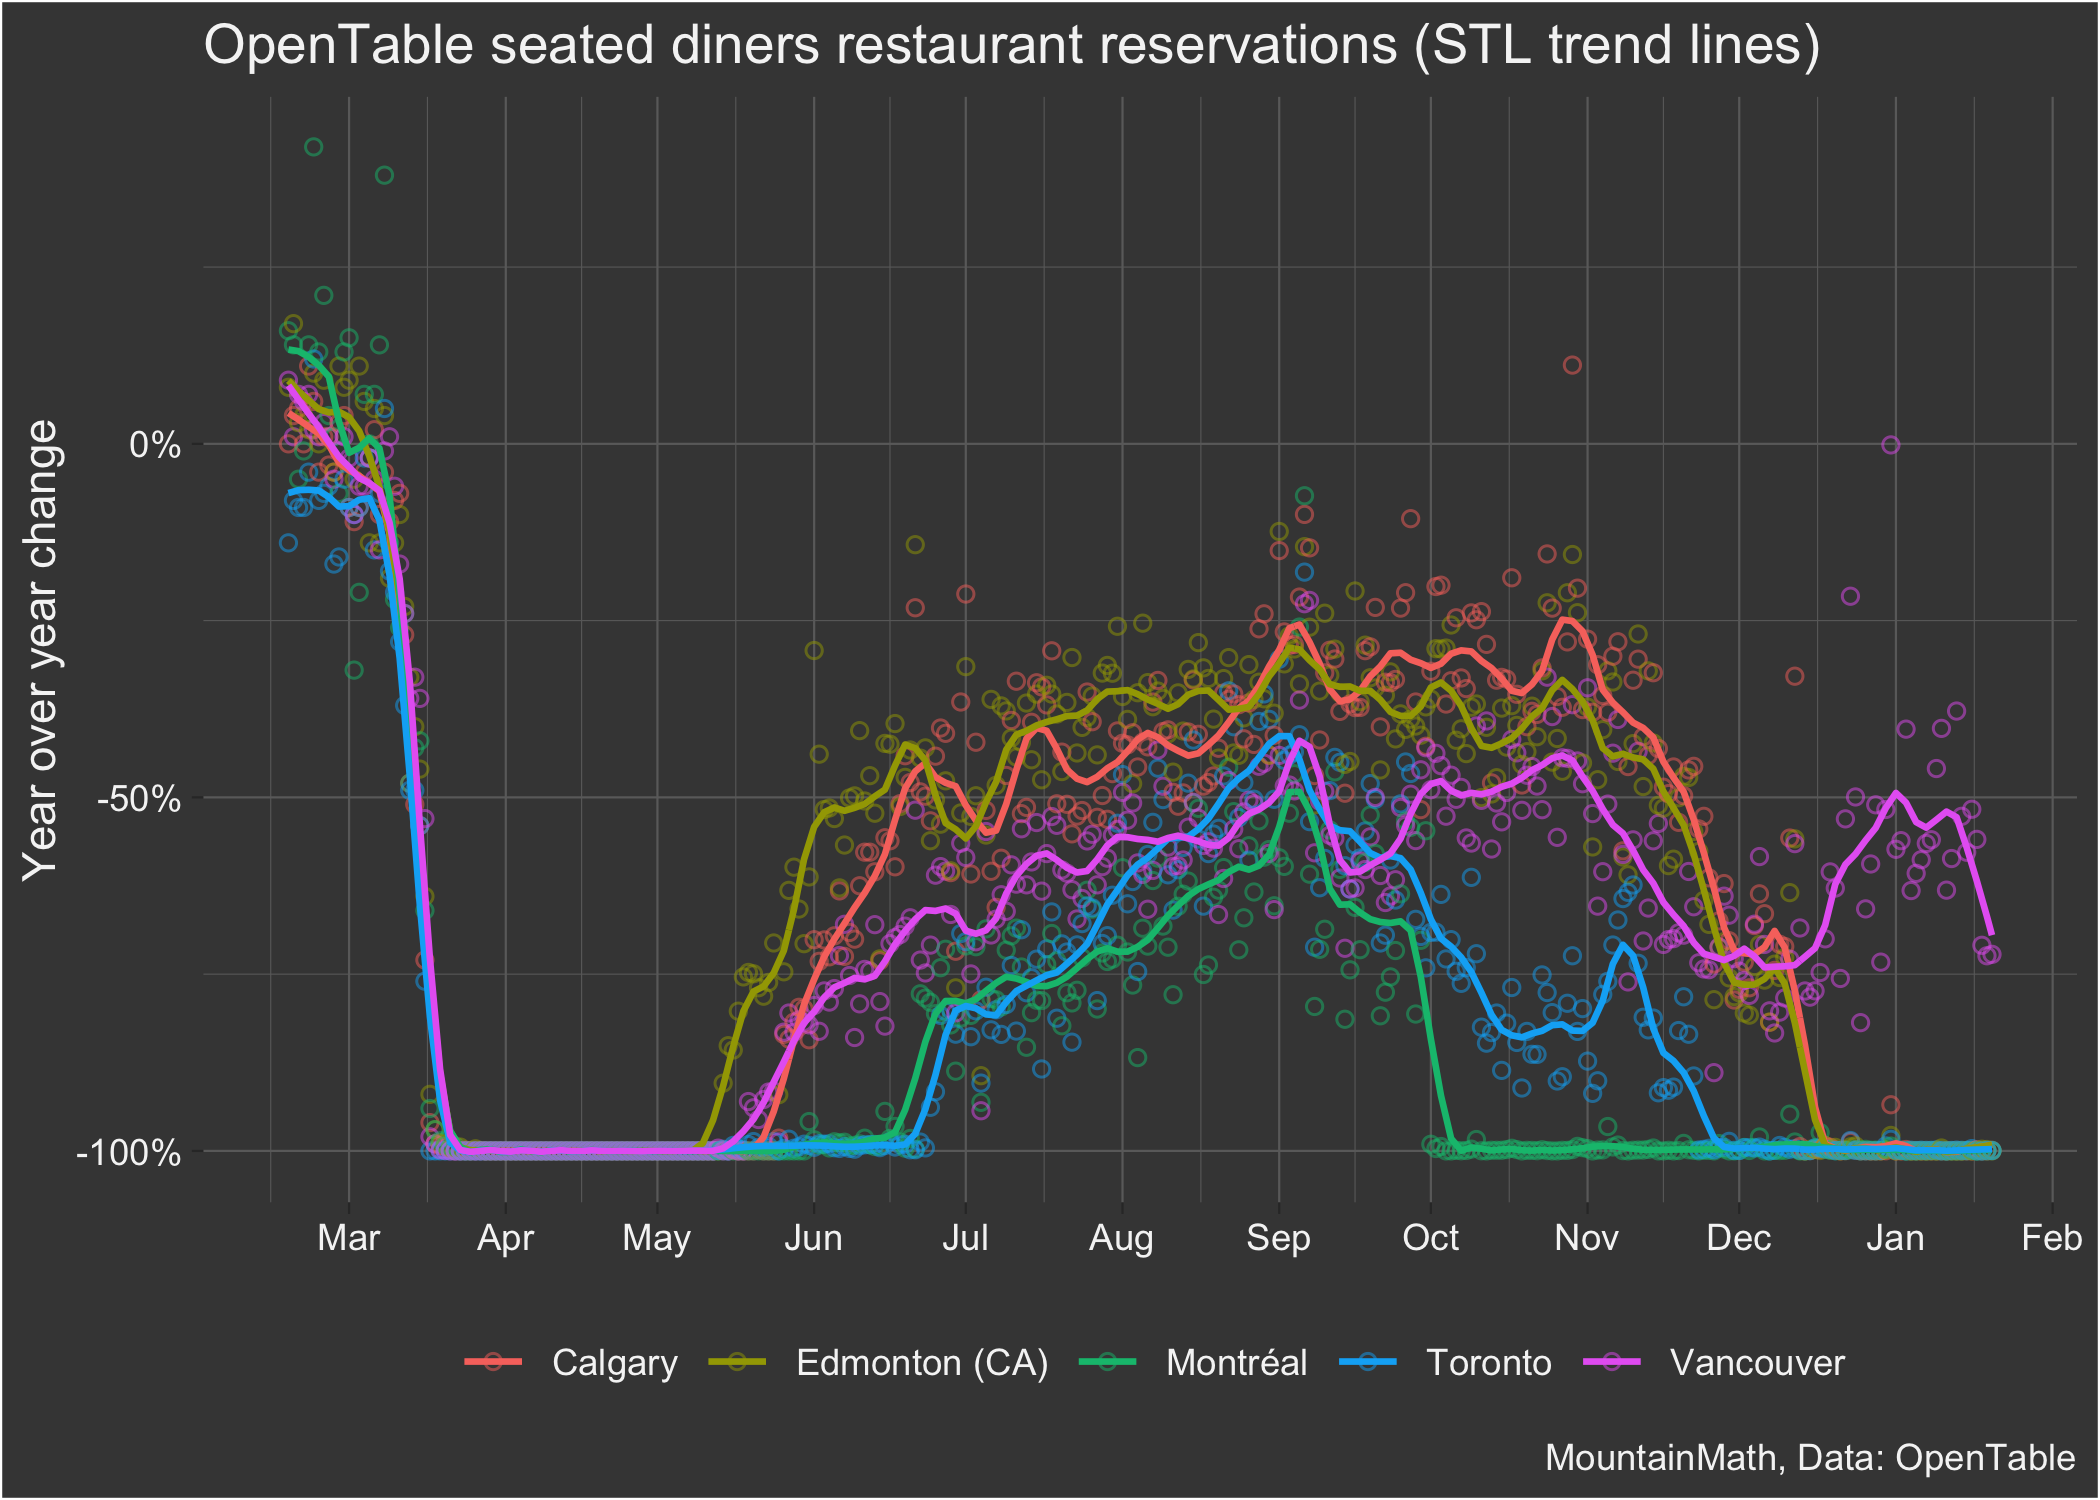 OpenTable seated diners restaurant reservations (STL trend lines)
Year over year change
0%
-50%
-100%
Mar Apr May Jun Jul Aug Sep Oct Nov Dec Jan Feb
Calgary Edmonton (CA) Montréal Toronto Vancouver
MountainMath, Data: OpenTable